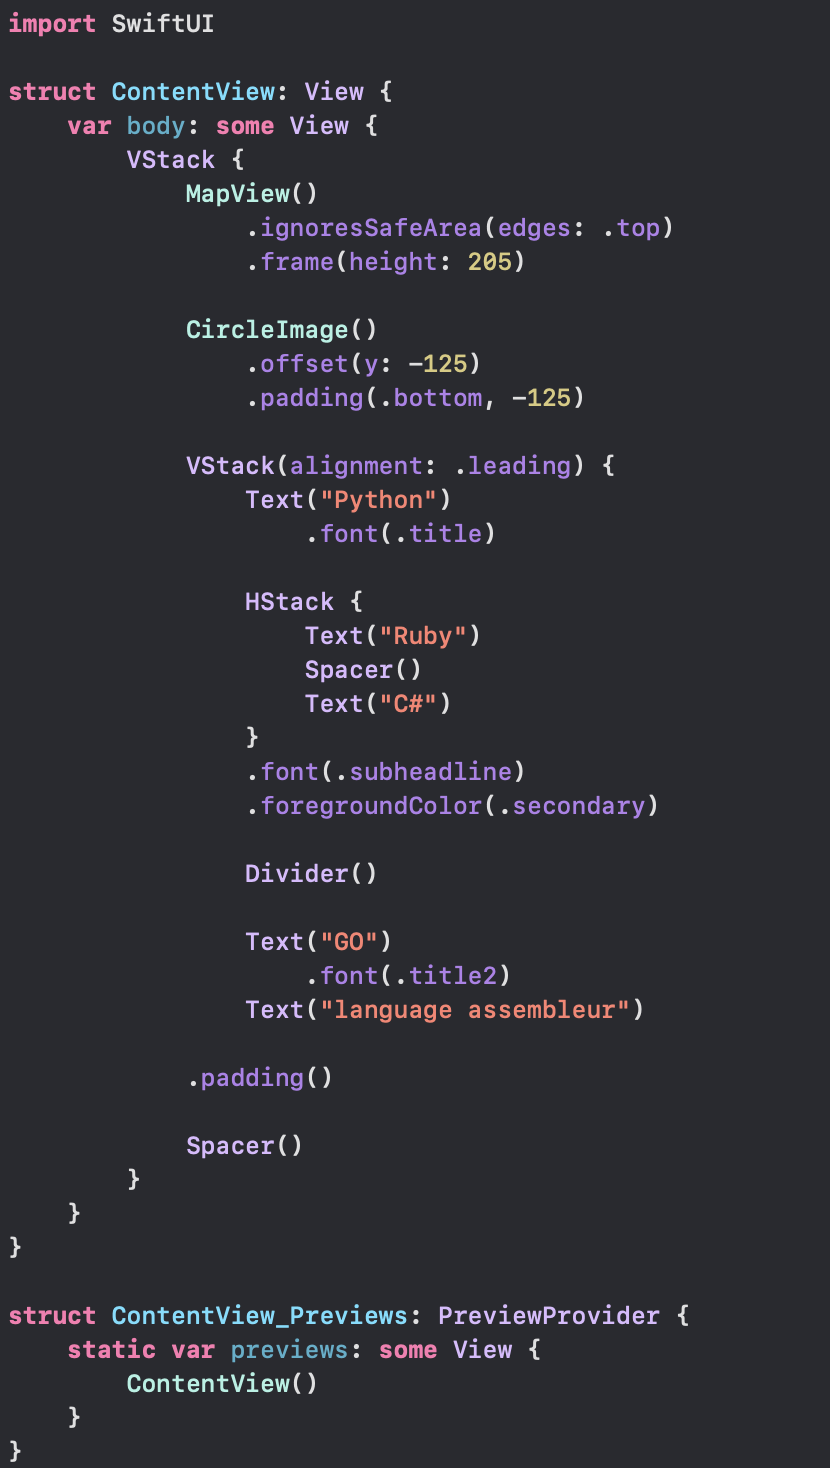 import SwiftUI

struct ContentView: View {
    var body: some View {
        VStack {
            MapView()
                .ignoresSafeArea(edges: .top)
                .frame(height: 205)

            CircleImage()
                .offset(y: -125)
                .padding(.bottom, -125)

            VStack(alignment: .leading) {
                Text("Python")
                    .font(.title)

                HStack {
                    Text("Ruby")
                    Spacer()
                    Text("C#")
                }
                .font(.subheadline)
                .foregroundColor(.secondary)

                Divider()

                Text("GO")
                    .font(.title2)
                Text("language assembleur")

            .padding()

            Spacer()
        }
    }
}

struct ContentView_Previews: PreviewProvider {
    static var previews: some View {
        ContentView()
    }
}